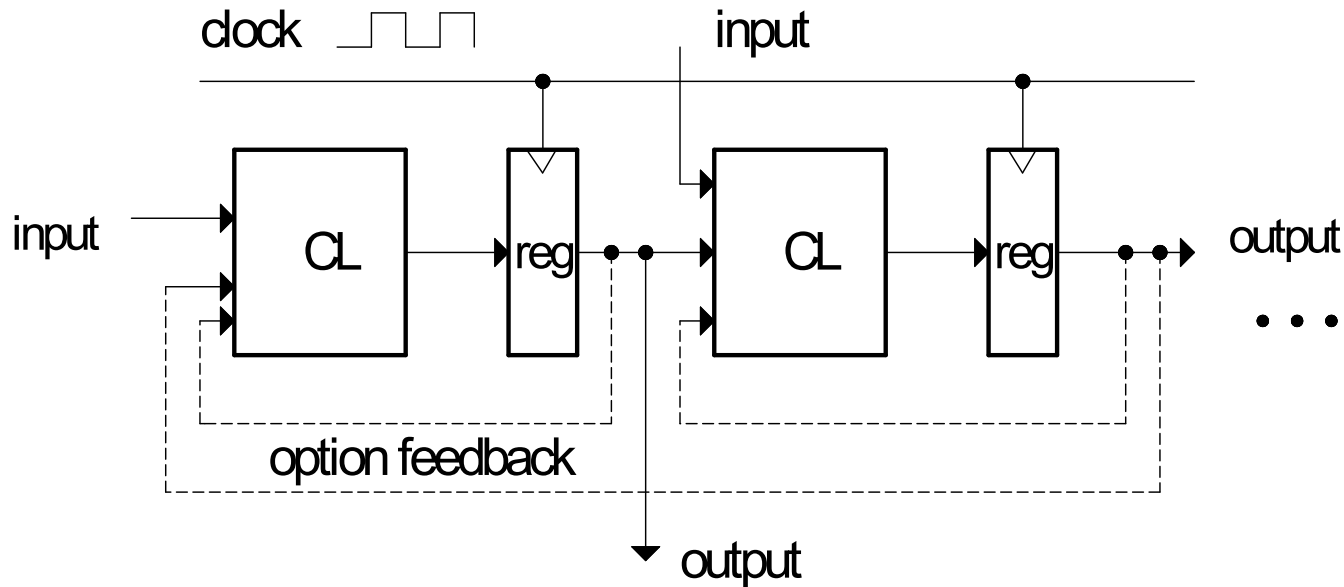 clock
input
input
CL
reg
CL
reg
output
option feedback
output